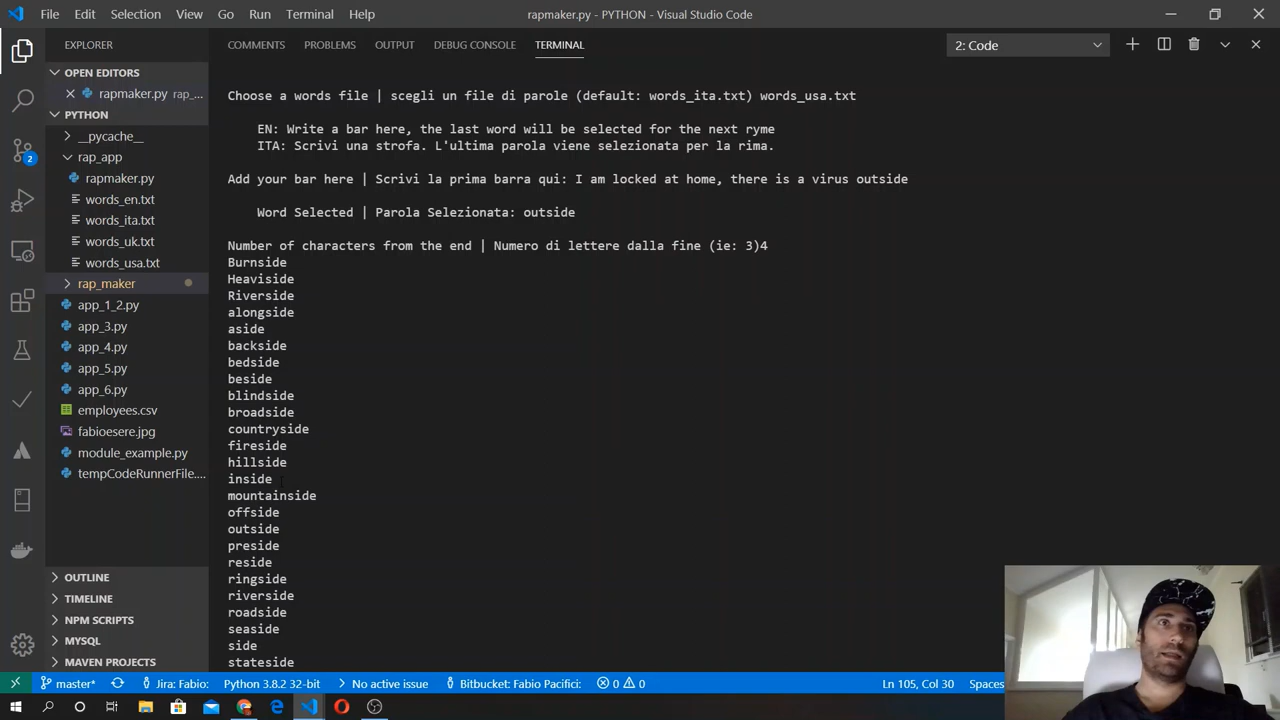 File Edit Selection View Go Run Terminal Help
rapmaker.py - PYTHON - Visual Studio Code
EXPLORER
COMMENTS PROBLEMS OUTPUT DEBUG CONSOLE TERMINAL
2: Code
OPEN EDITORS
rapmaker.py rap_...
PYTHON
__pycache__
rap_app
rapmaker.py
words_en.txt
words_ita.txt
words_uk.txt
words_usa.txt
rap_maker
app_1_2.py
app_3.py
app_4.py
app_5.py
app_6.py
employees.csv
fabioesere.jpg
module_example.py
tempCodeRunnerFile....
OUTLINE
TIMELINE
NPM SCRIPTS
MYSQL
MAVEN PROJECTS
2
Choose a words file | scegli un file di parole (default: words_ita.txt) words_usa.txt
EN: Write a bar here, the last word will be selected for the next ryme
ITA: Scrivi una strofa. L'ultima parola viene selezionata per la rima.
Add your bar here | Scrivi la prima barra qui: I am locked at home, there is a virus outside
Word Selected | Parola Selezionata: outside
Number of characters from the end | Numero di lettere dalla fine (ie: 3)4
Burnside
Heaviside
Riverside
alongside
aside
backside
bedside
beside
blindside
broadside
countryside
fireside
hillside
inside
mountainside
offside
outside
preside
reside
ringside
riverside
roadside
seaside
side
stateside
master* Jira: Fabio: Python 3.8.2 32-bit No active issue Bitbucket: Fabio Pacifici: 0 0 Ln 105, Col 30 Spaces